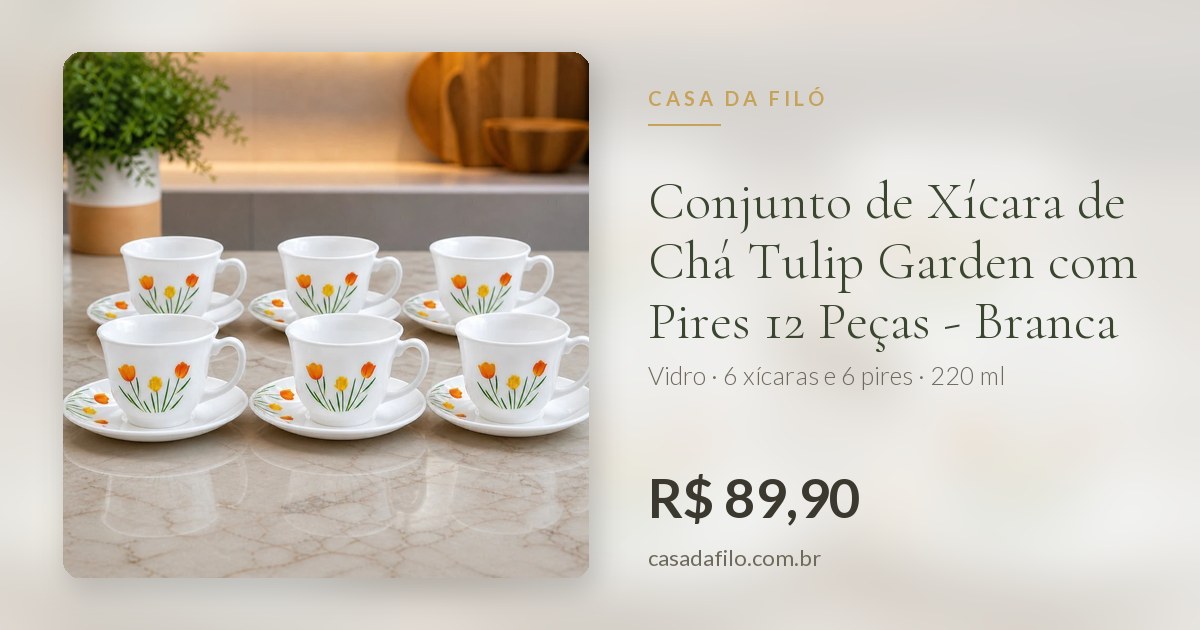 CASA DA FILÓ
Conjunto de Xícara de
Chá Tulip Garden com
Pires 12 Peças - Branca
Vidro · 6 xícaras e 6 pires · 220 ml
R$ 89,90
casadafilo.com.br